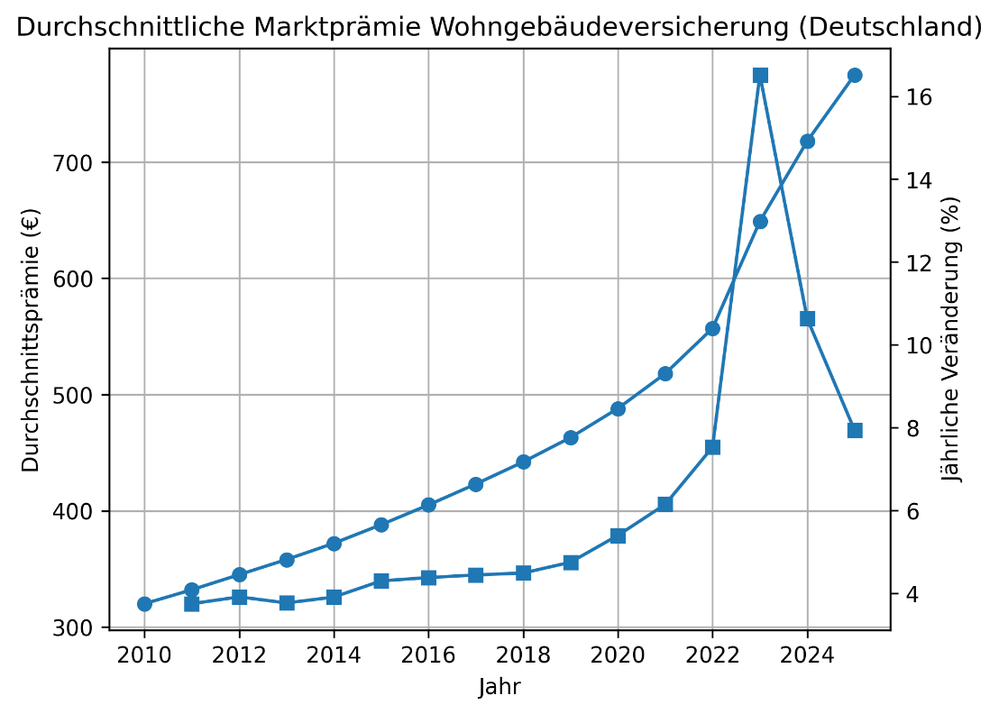 Durchschnittliche Marktprämie Wohngebäudeversicherung (Deutschland)
Durchschnittsprämie (€)
700
600
500
400
300
16
14
12
10
8
6
4
Jährliche Veränderung (%)
2010 2012 2014 2016 2018 2020 2022 2024
Jahr